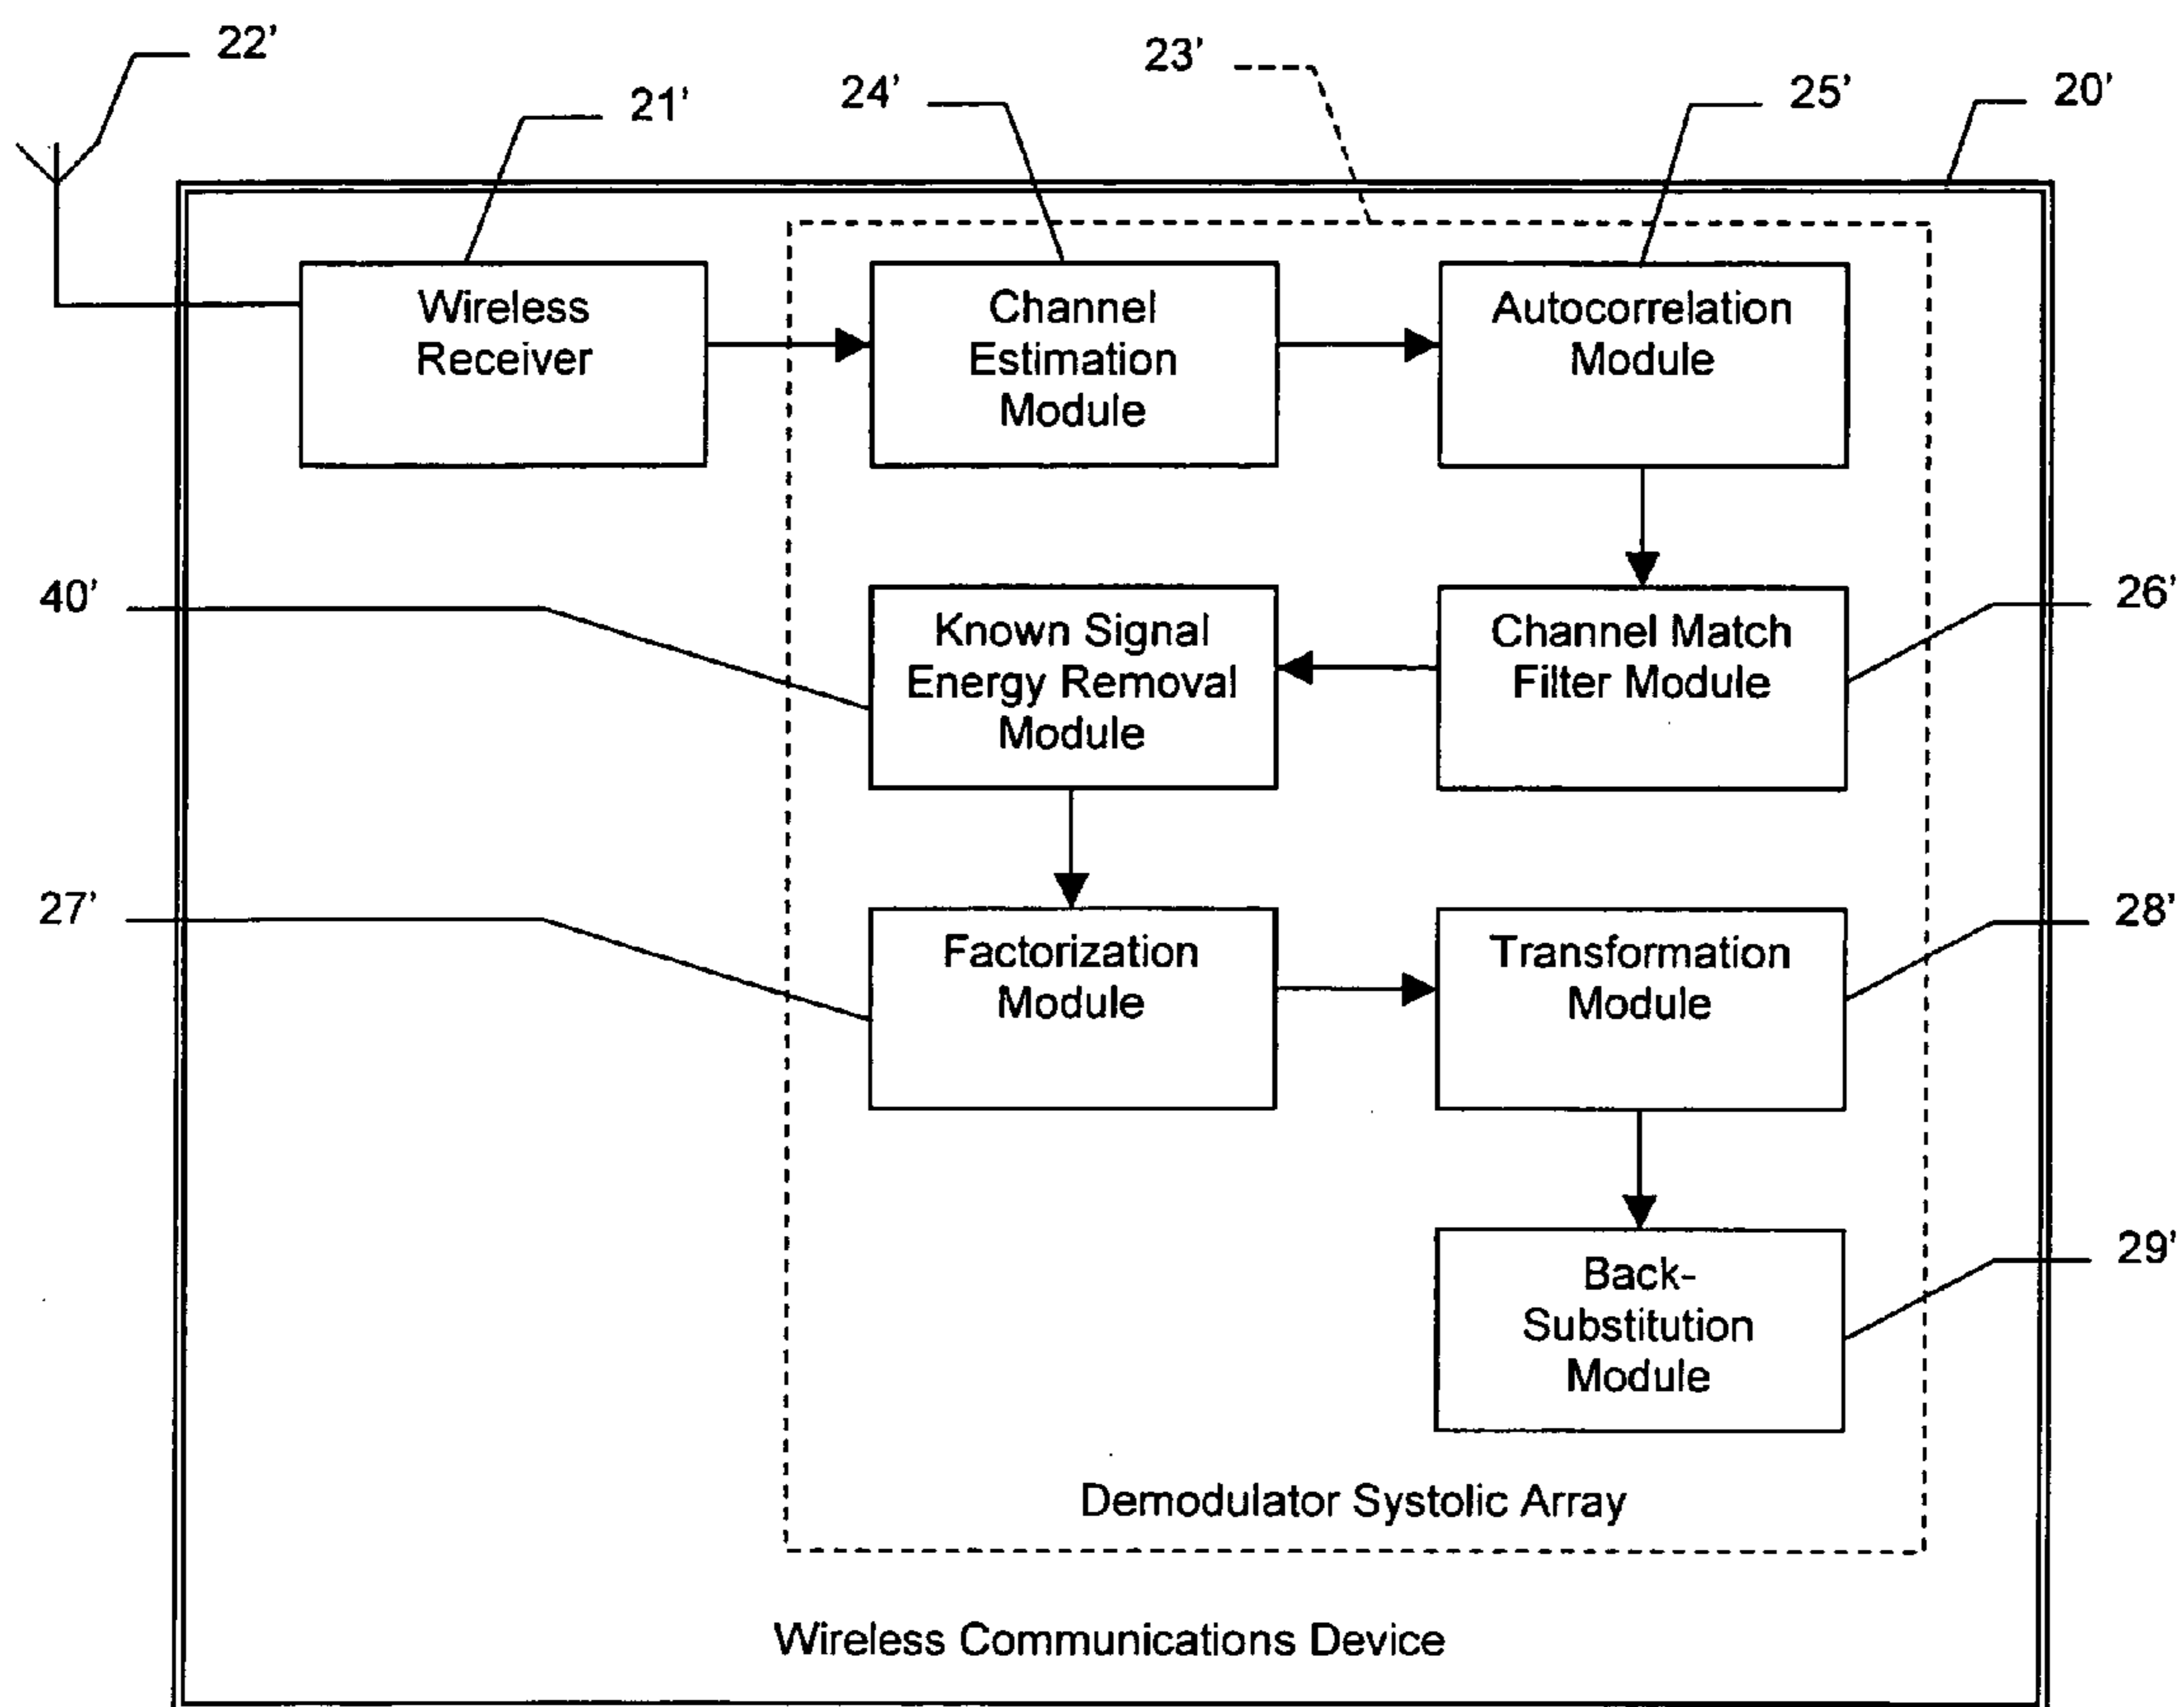 22'
23'
21'
24'
25'
20'
Wireless
Receiver
Channel
Estimation
Module
Autocorrelation
Module
40'
Known Signal
Energy Removal
Module
Channel Match
Filter Module
26'
27'
Factorization
Module
Transformation
Module
28'
Back-
Substitution
Module
29'
Demodulator Systolic Array
Wireless Communications Device